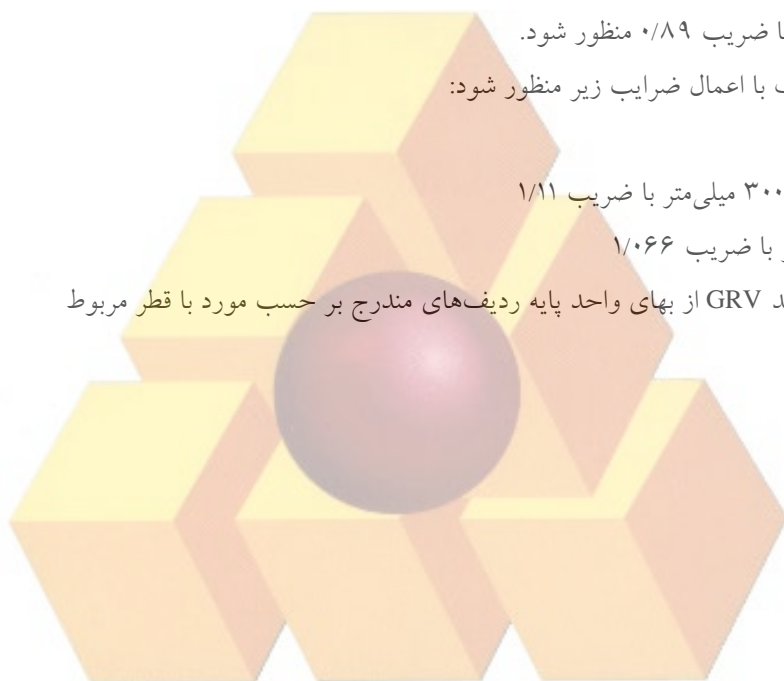 ا ضریب ۰/۸۹ منظور شود.
با اعمال ضرایب زیر منظور شود:
۳۰۰ میلی‌متر با ضریب ۱/۱۱
با ضریب ۱/۰۶۶
د GRV از بهای واحد پایه ردیف‌های مندرج بر حسب مورد با قطر مربوط